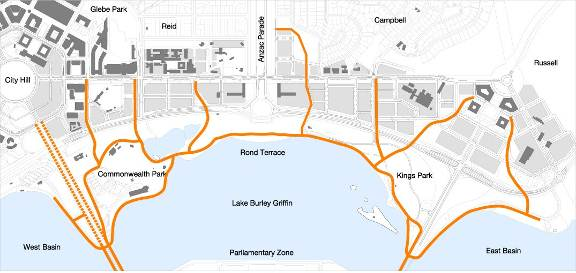 Glebe Park
Reid
Anzac Parade
Campbell
City Hill
Russell
Rond Terrace
Commonwealth Park
Kings Park
Lake Burley Griffin
West Basin
Parliamentary Zone
East Basin